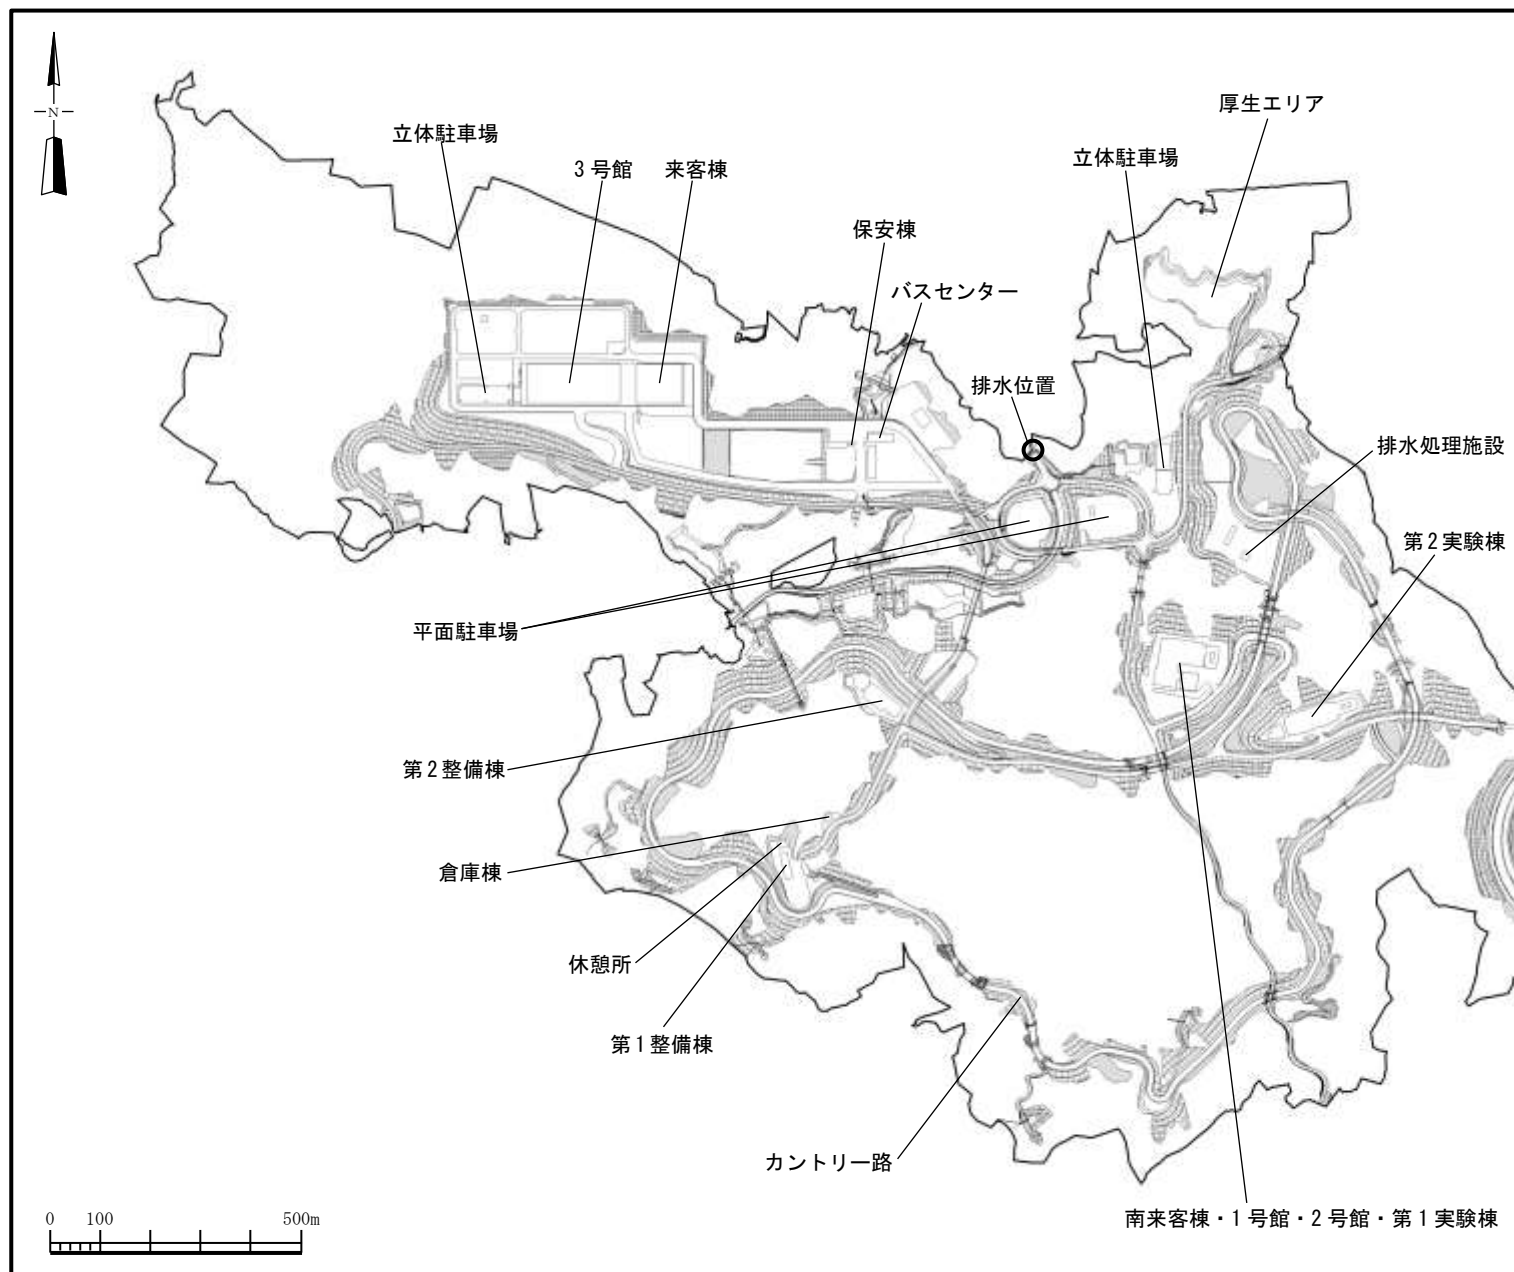 厚生エリア
立体駐車場
立体駐車場
N
3号館
来客棟
保安棟
バスセンター
排水位置
排水処理施設
第2実験棟
平面駐車場
第2整備棟
倉庫棟
休憩所
第1整備棟
カントリー路
0 100 500m
南来客棟・1号館・2号館・第1実験棟